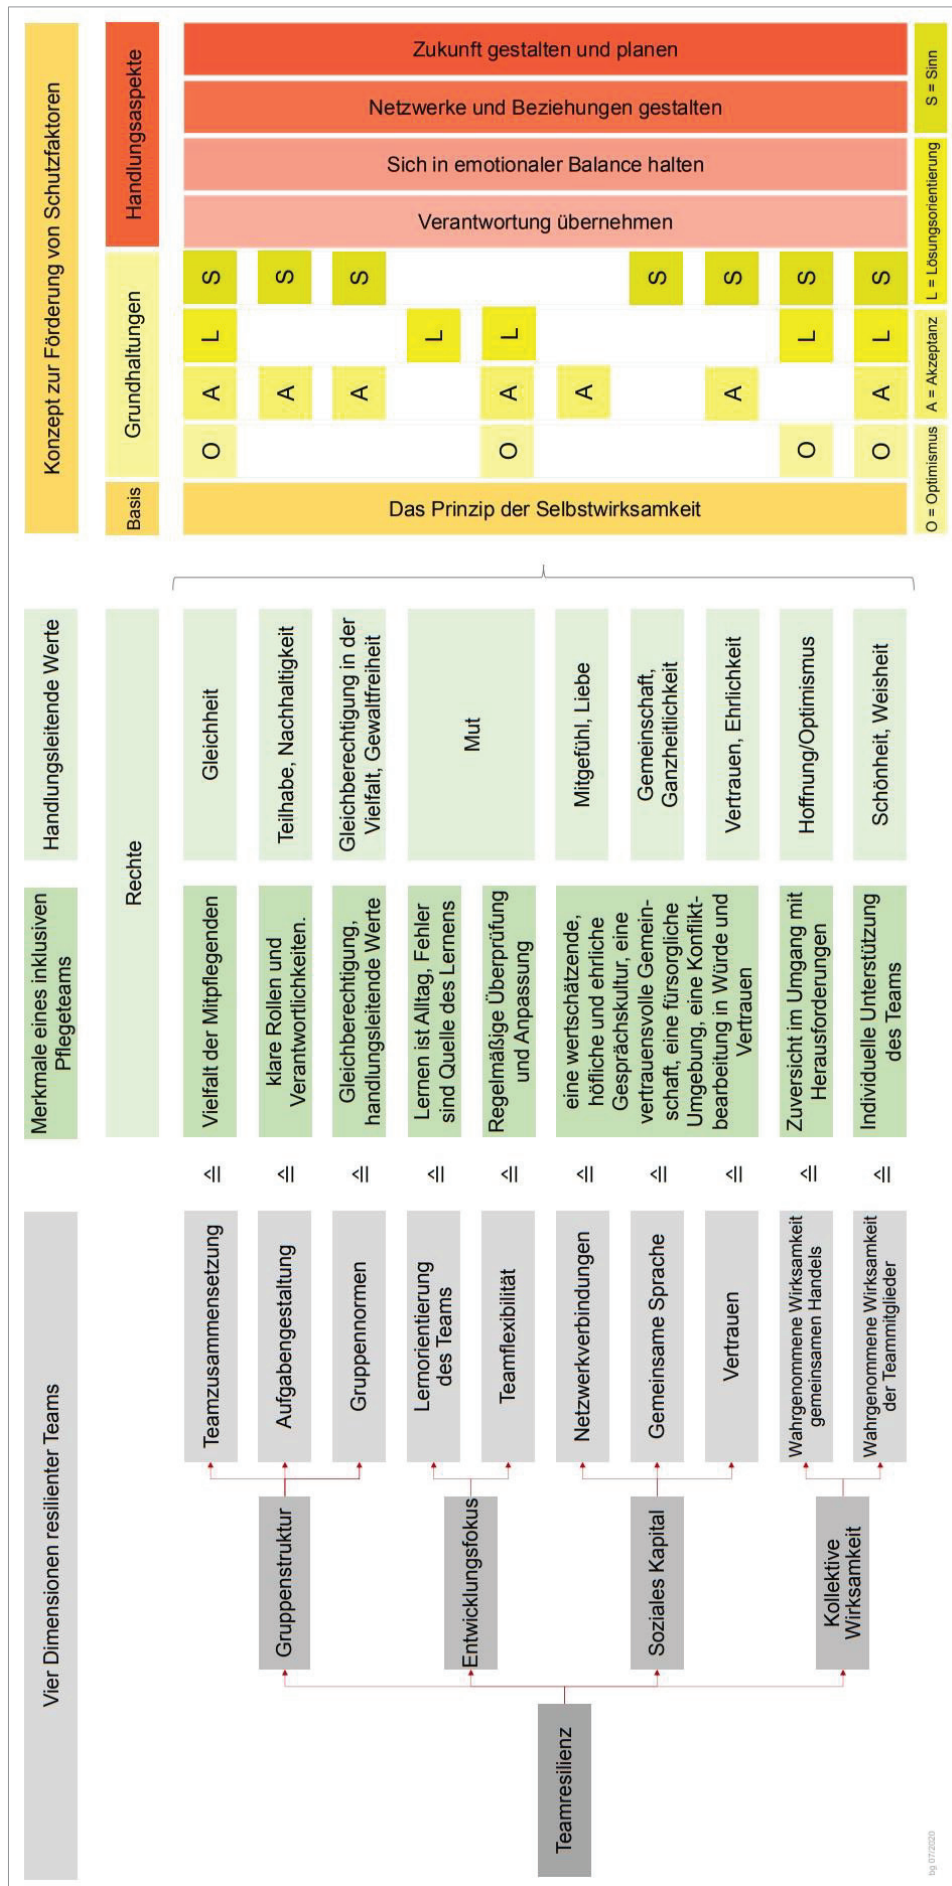 Vier Dimensionen resilienter Teams
Merkmale eines inklusiven
Pflegeteams
Handlungsleitende Werte
Konzept zur Förderung von Schutzfaktoren
Rechte
Basis
Grundhaltungen
Handlungsaspekte
Teamresilienz
Gruppenstruktur
Teamzusammensetzung
≙
Vielfalt der Mitpflegenden
Gleichheit
O
A
L
S
Aufgabengestaltung
≙
klare Rollen und
Verantwortlichkeiten.
Teilhabe, Nachhaltigkeit
A
S
Gruppennormen
≙
Gleichberechtigung,
handlungsleitende Werte
Gleichberechtigung in der
Vielfalt, Gewaltfreiheit
A
S
Entwicklungsfokus
Lernorientierung
des Teams
≙
Lernen ist Alltag, Fehler
sind Quelle des Lernens
Mut
L
Teamflexibilität
≙
Regelmäßige Überprüfung
und Anpassung
O
A
L
Soziales Kapital
Netzwerkverbindungen
≙
eine wertschätzende,
höfliche und ehrliche
Gesprächskultur, eine
vertrauensvolle Gemein-
schaft, eine fürsorgliche
Umgebung, eine Konflikt-
bearbeitung in Würde und
Vertrauen
Mitgefühl, Liebe
A
Gemeinsame Sprache
≙
Gemeinschaft,
Ganzheitlichkeit
S
Vertrauen
≙
Vertrauen, Ehrlichkeit
A
S
Kollektive
Wirksamkeit
Wahrgenommene Wirksamkeit
gemeinsamen Handels
≙
Zuversicht im Umgang mit
Herausforderungen
Hoffnung/Optimismus
O
L
S
Wahrgenommene Wirksamkeit
der Teammitglieder
≙
Individuelle Unterstützung
des Teams
Schönheit, Weisheit
O
A
L
S
Das Prinzip der Selbstwirksamkeit
Verantwortung übernehmen
Sich in emotionaler Balance halten
Netzwerke und Beziehungen gestalten
Zukunft gestalten und planen
O = Optimismus
A = Akzeptanz
L = Lösungsorientierung
S = Sinn
bg 07/2020